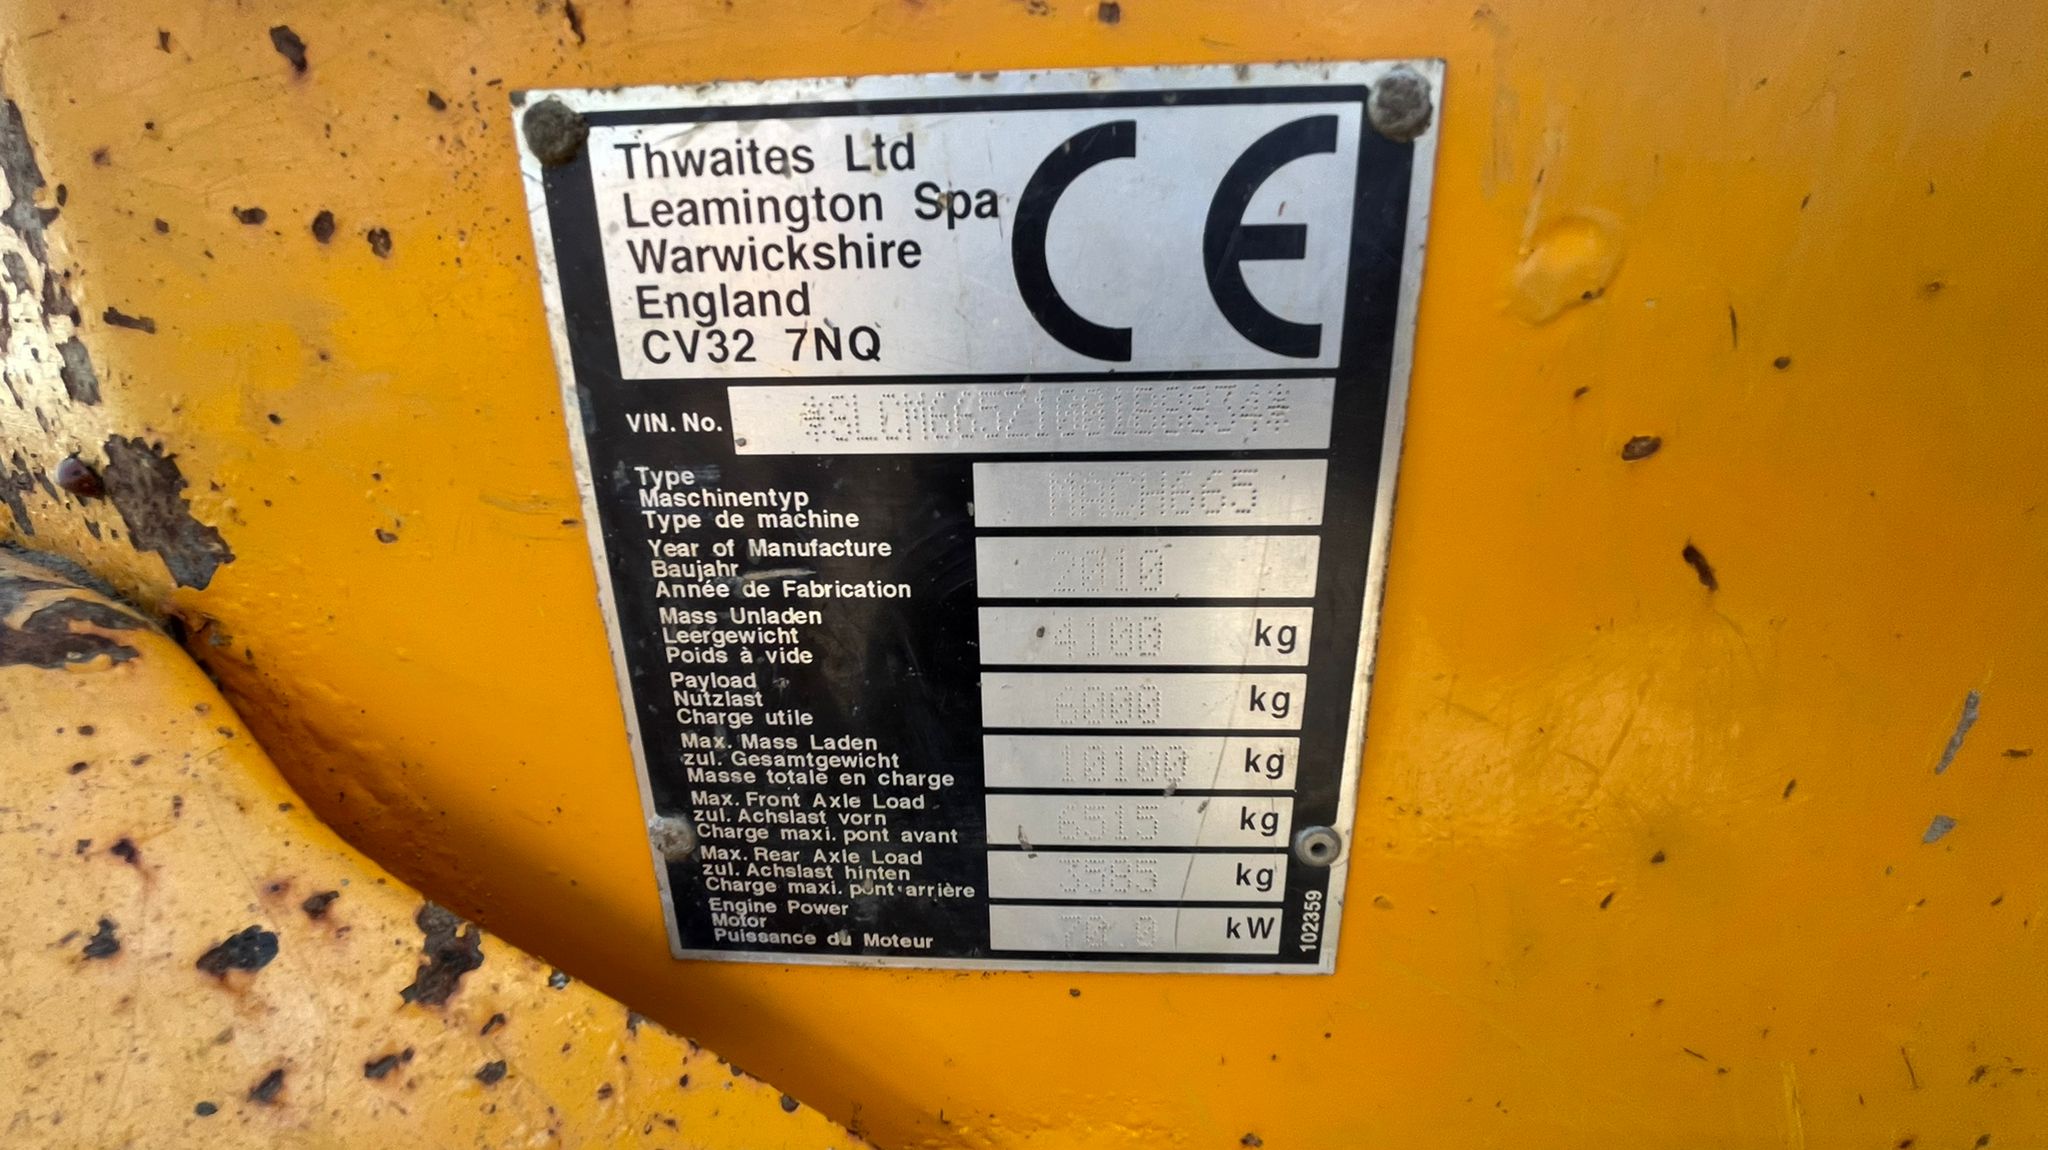 Thwaites Ltd
Leamington Spa
Warwickshire
England
CV32 7NQ
CE
VIN. No.
Type MACH665
Maschinentyp
Type de machine
Year of Manufacture 2010
Baujahr
Année de Fabrication
Mass Unladen 4100 kg
Leergewicht
Poids à vide
Payload 6000 kg
Nutzlast
Charge utile
Max. Mass Laden 10100 kg
zul. Gesamtgewicht
Masse totale en charge
Max. Front Axle Load 6515 kg
zul. Achslast vorn
Charge maxi. pont avant
Max. Rear Axle Load 3585 kg
zul. Achslast hinten
Charge maxi. pont arrière
Engine Power 70.0 kW
Motor
Puissance du Moteur
102359